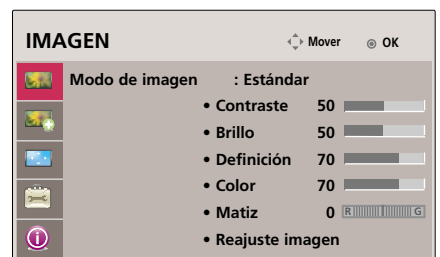 IMAGEN Mover OK
Modo de imagen : Estándar
• Contraste 50
• Brillo 50
• Definición 70
• Color 70
• Matiz 0 R G
• Reajuste imagen